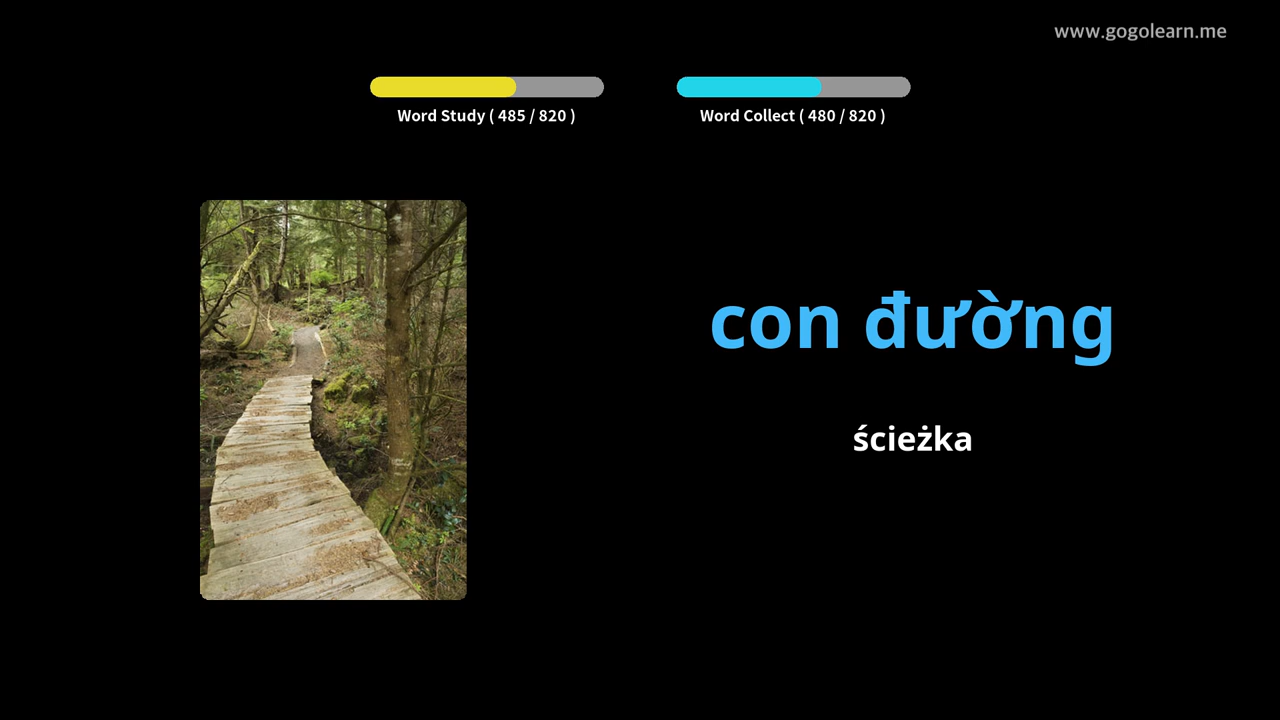 www.gogolearn.me
Word Study ( 485 / 820 )
Word Collect ( 480 / 820 )
con đường
ścieżka